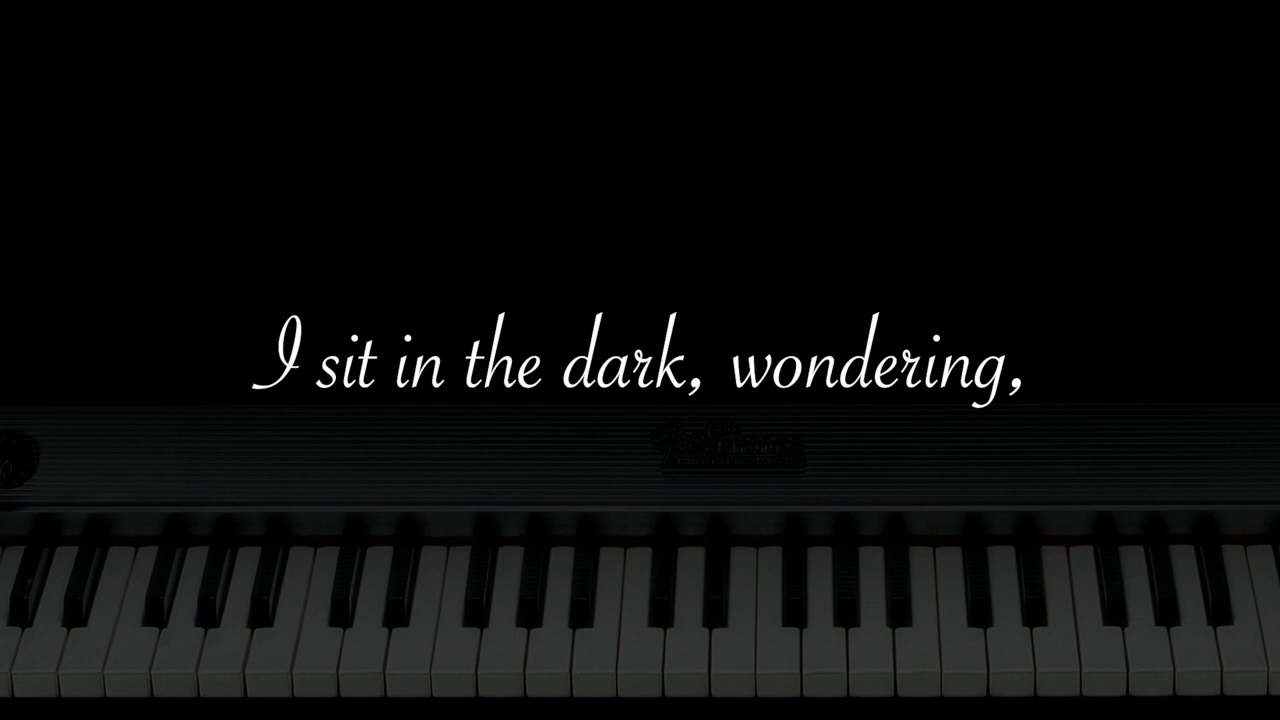 I sit in the dark, wondering,